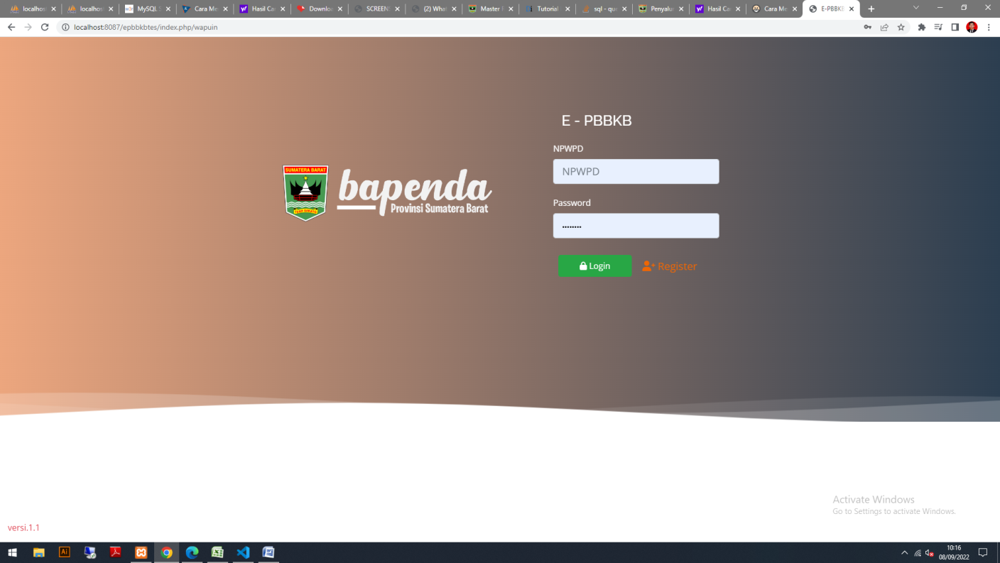 localhos
localhos
MySQL
Cara Me
Hasil Ca
Downlo
SCREEN
(2) What
Master
Tutorial
sql - que
Penyalu
Hasil Ca
Cara Me
E-PBBKB
localhost:8087/epbbkbtes/index.php/wapuin
E - PBBKB
NPWPD
NPWPD
SUMATERA BARAT
bapenda
Provinsi Sumatera Barat
Password
Login
Register
Activate Windows
Go to Settings to activate Windows.
versi.1.1
Ai
10:16
08/09/2022